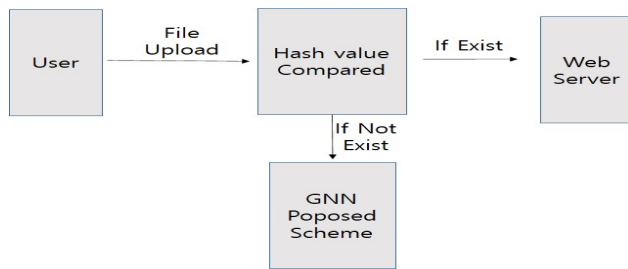 User
File
Upload
Hash value
Compared
If Exist
Web
Server
If Not
Exist
GNN
Poposed
Scheme